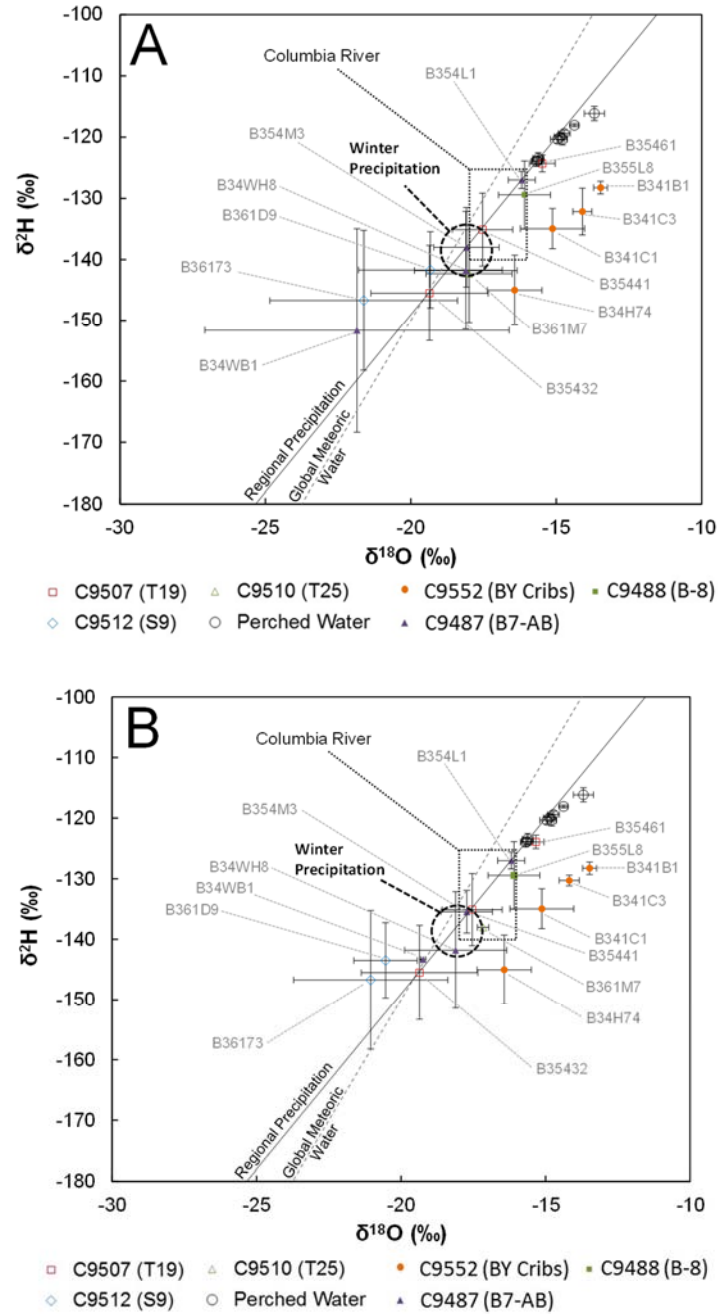 A
-100
-110
-120
-130
-140
-150
-160
-170
-180
δ²H (‰)
Columbia River
B354L1
B354M3
Winter
Precipitation
B35461
B355L8
B341B1
B34WH8
B361D9
B341C3
B36173
B341C1
B35441
B34H74
B361M7
B34WB1
B35432
Regional Precipitation
Global Meteoric
Water
-30
-25
-20
-15
-10
δ¹⁸O (‰)
C9507 (T19)
C9510 (T25)
C9552 (BY Cribs)
C9488 (B-8)
C9512 (S9)
Perched Water
C9487 (B7-AB)
B
-100
-110
-120
-130
-140
-150
-160
-170
-180
δ²H (‰)
Columbia River
B354L1
B354M3
Winter
Precipitation
B35461
B355L8
B341B1
B34WH8
B341C3
B34WB1
B361D9
B341C1
B35441
B361M7
B34H74
B36173
B35432
Regional Precipitation
Global Meteoric
Water
-30
-25
-20
-15
-10
δ¹⁸O (‰)
C9507 (T19)
C9510 (T25)
C9552 (BY Cribs)
C9488 (B-8)
C9512 (S9)
Perched Water
C9487 (B7-AB)